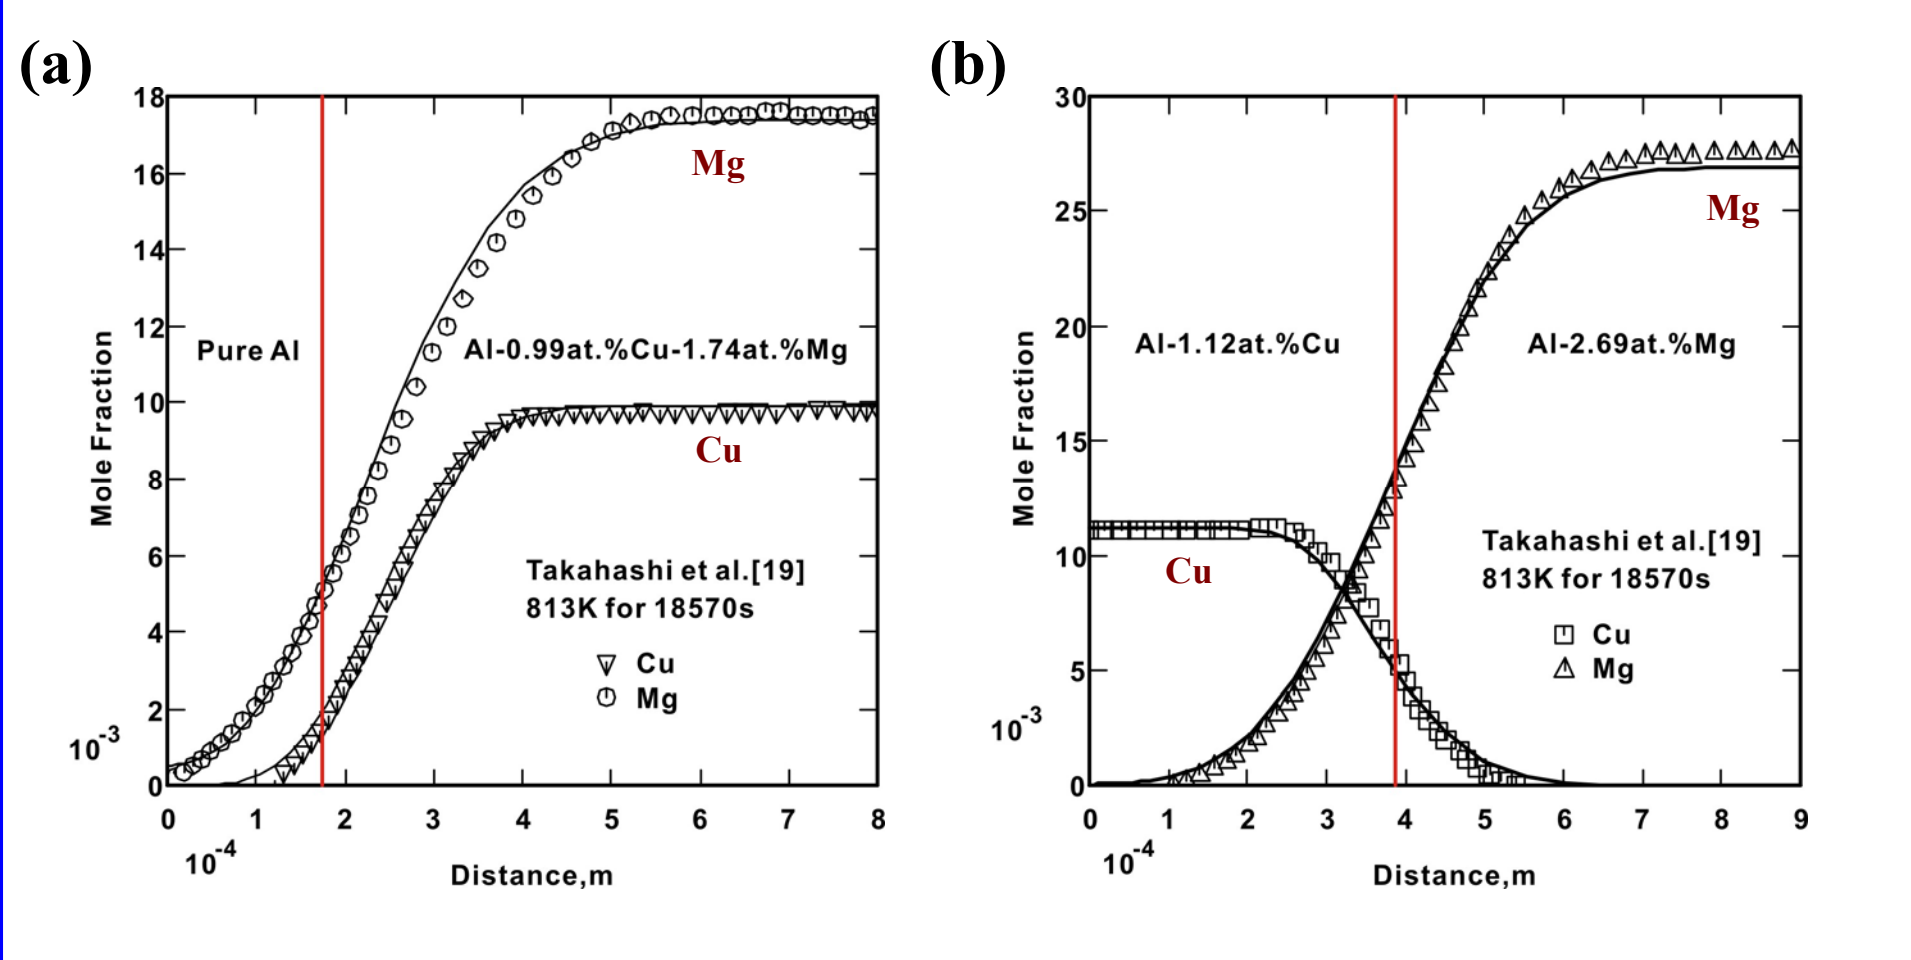 (a)
18
16
14
12
10
8
6
4
2
0
Mole Fraction
10-3
Mg
Pure Al
Al-0.99at.%Cu-1.74at.%Mg
Cu
Takahashi et al.[19]
813K for 18570s
Cu
Mg
0 1 2 3 4 5 6 7 8
10-4
Distance,m
(b)
30
25
20
15
10
5
0
Mole Fraction
10-3
Mg
Al-1.12at.%Cu
Al-2.69at.%Mg
Cu
Takahashi et al.[19]
813K for 18570s
Cu
Mg
0 1 2 3 4 5 6 7 8 9
10-4
Distance,m